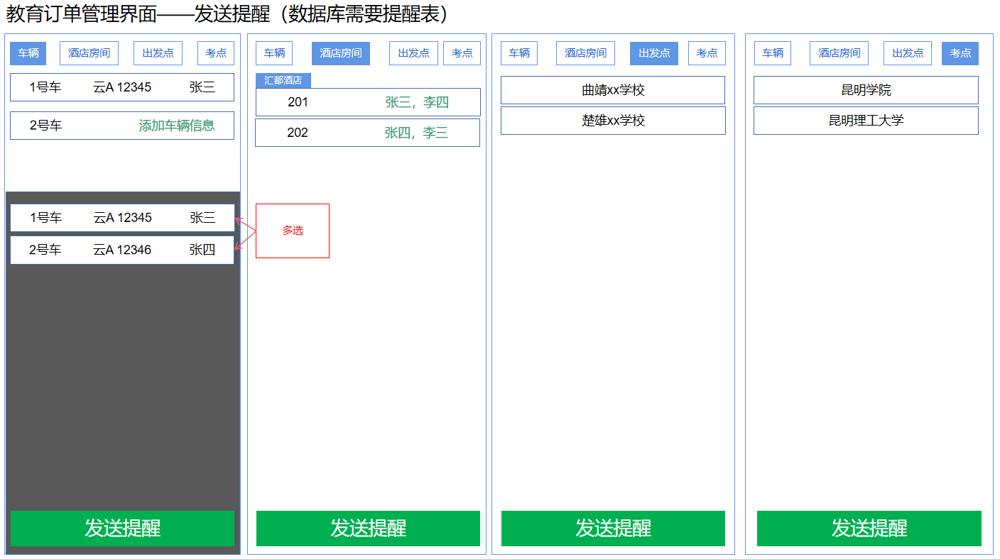 教育订单管理界面——发送提醒（数据库需要提醒表）
车辆 酒店房间 出发点 考点
1号车 云A 12345 张三
2号车 添加车辆信息
1号车 云A 12345 张三
2号车 云A 12346 张四
发送提醒
车辆 酒店房间 出发点 考点
汇都酒店
201 张三，李四
202 张四，李三
多选
发送提醒
车辆 酒店房间 出发点 考点
曲靖xx学校
楚雄xx学校
发送提醒
车辆 酒店房间 出发点 考点
昆明学院
昆明理工大学
发送提醒